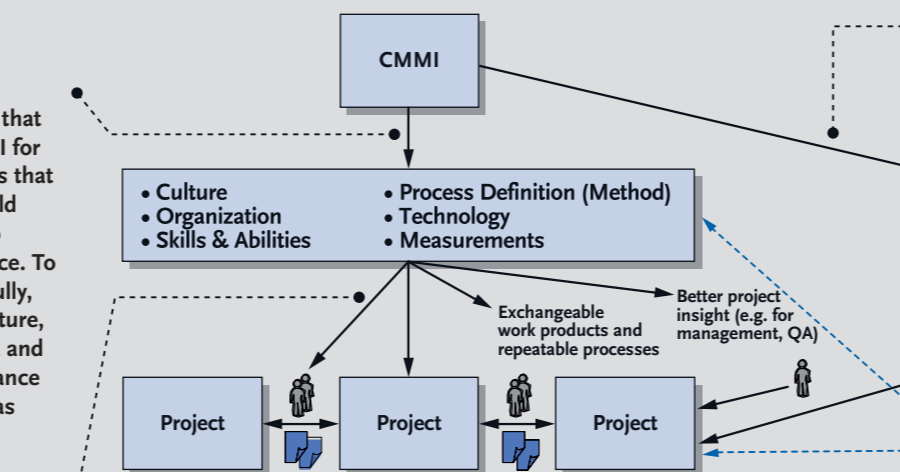 CMMI
that
I for
s that
ld
ce. To
ully,
ture,
and
ance
as
• Culture
• Organization
• Skills & Abilities
• Process Definition (Method)
• Technology
• Measurements
Exchangeable
work products and
repeatable processes
Better project
insight (e.g. for
management, QA)
Project
Project
Project